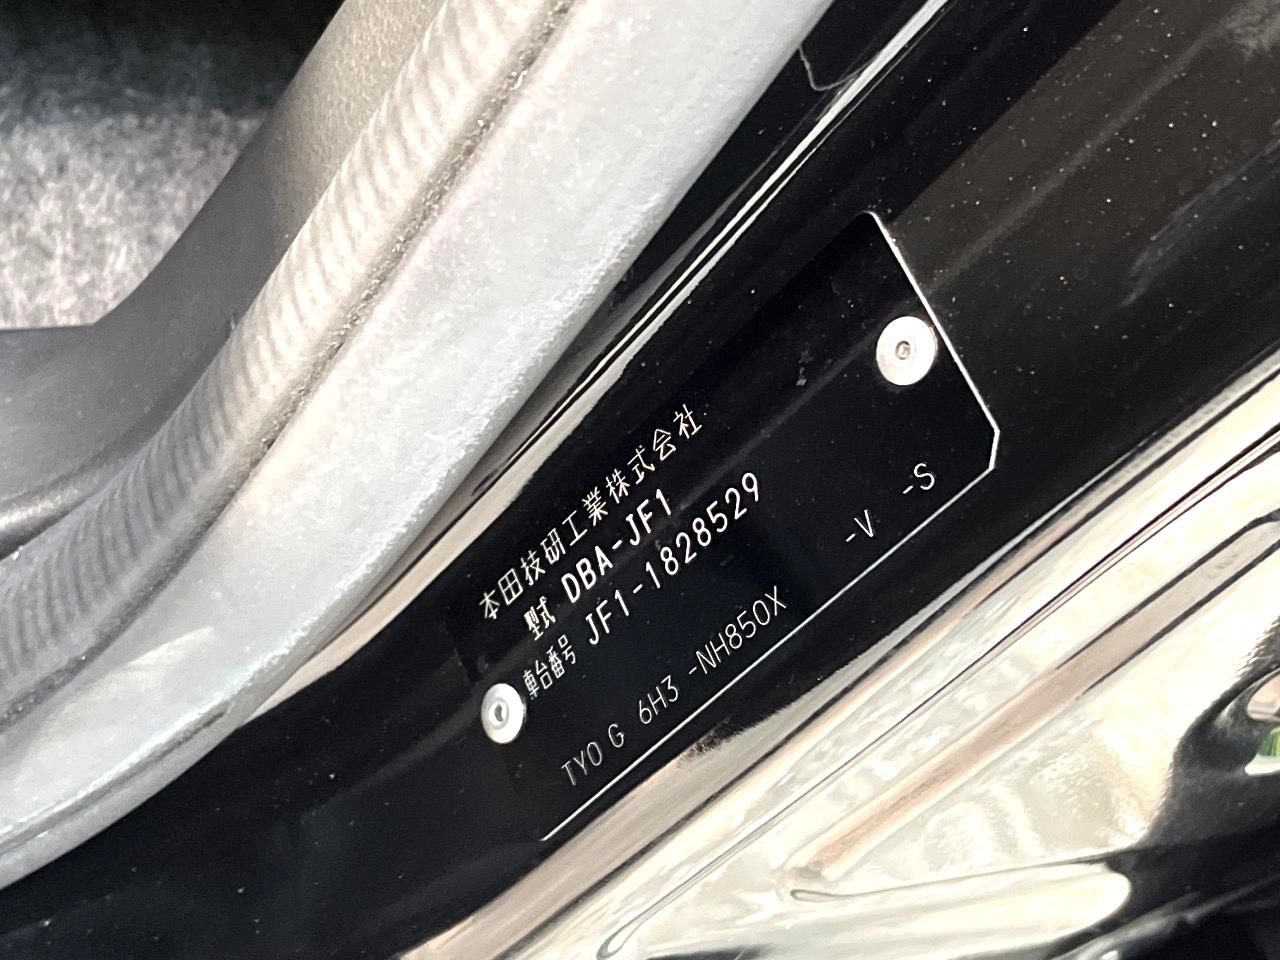 本田技研工業株式会社
型式 DBA-JF1
車台番号 JF1-1828529
TYO G 6H3 -NH850X -V -S